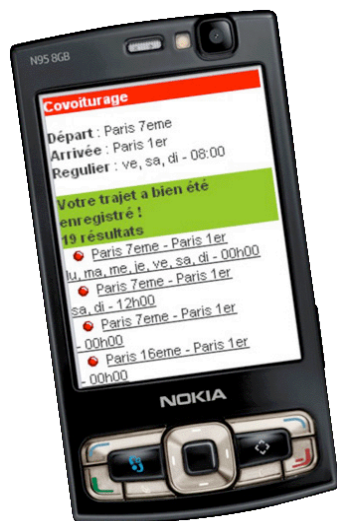 N95 8GB
Covoiturage
Départ : Paris 7eme
Arrivée : Paris 1er
Regulier : ve, sa, di - 08:00
Votre trajet a bien été
enregistré !
19 résultats
Paris 7eme - Paris 1er
lu, ma, me, je, ve, sa, di - 00h00
Paris 7eme - Paris 1er
sa, di - 12h00
Paris 7eme - Paris 1er
- 00h00
Paris 16eme - Paris 1er
- 00h00
NOKIA